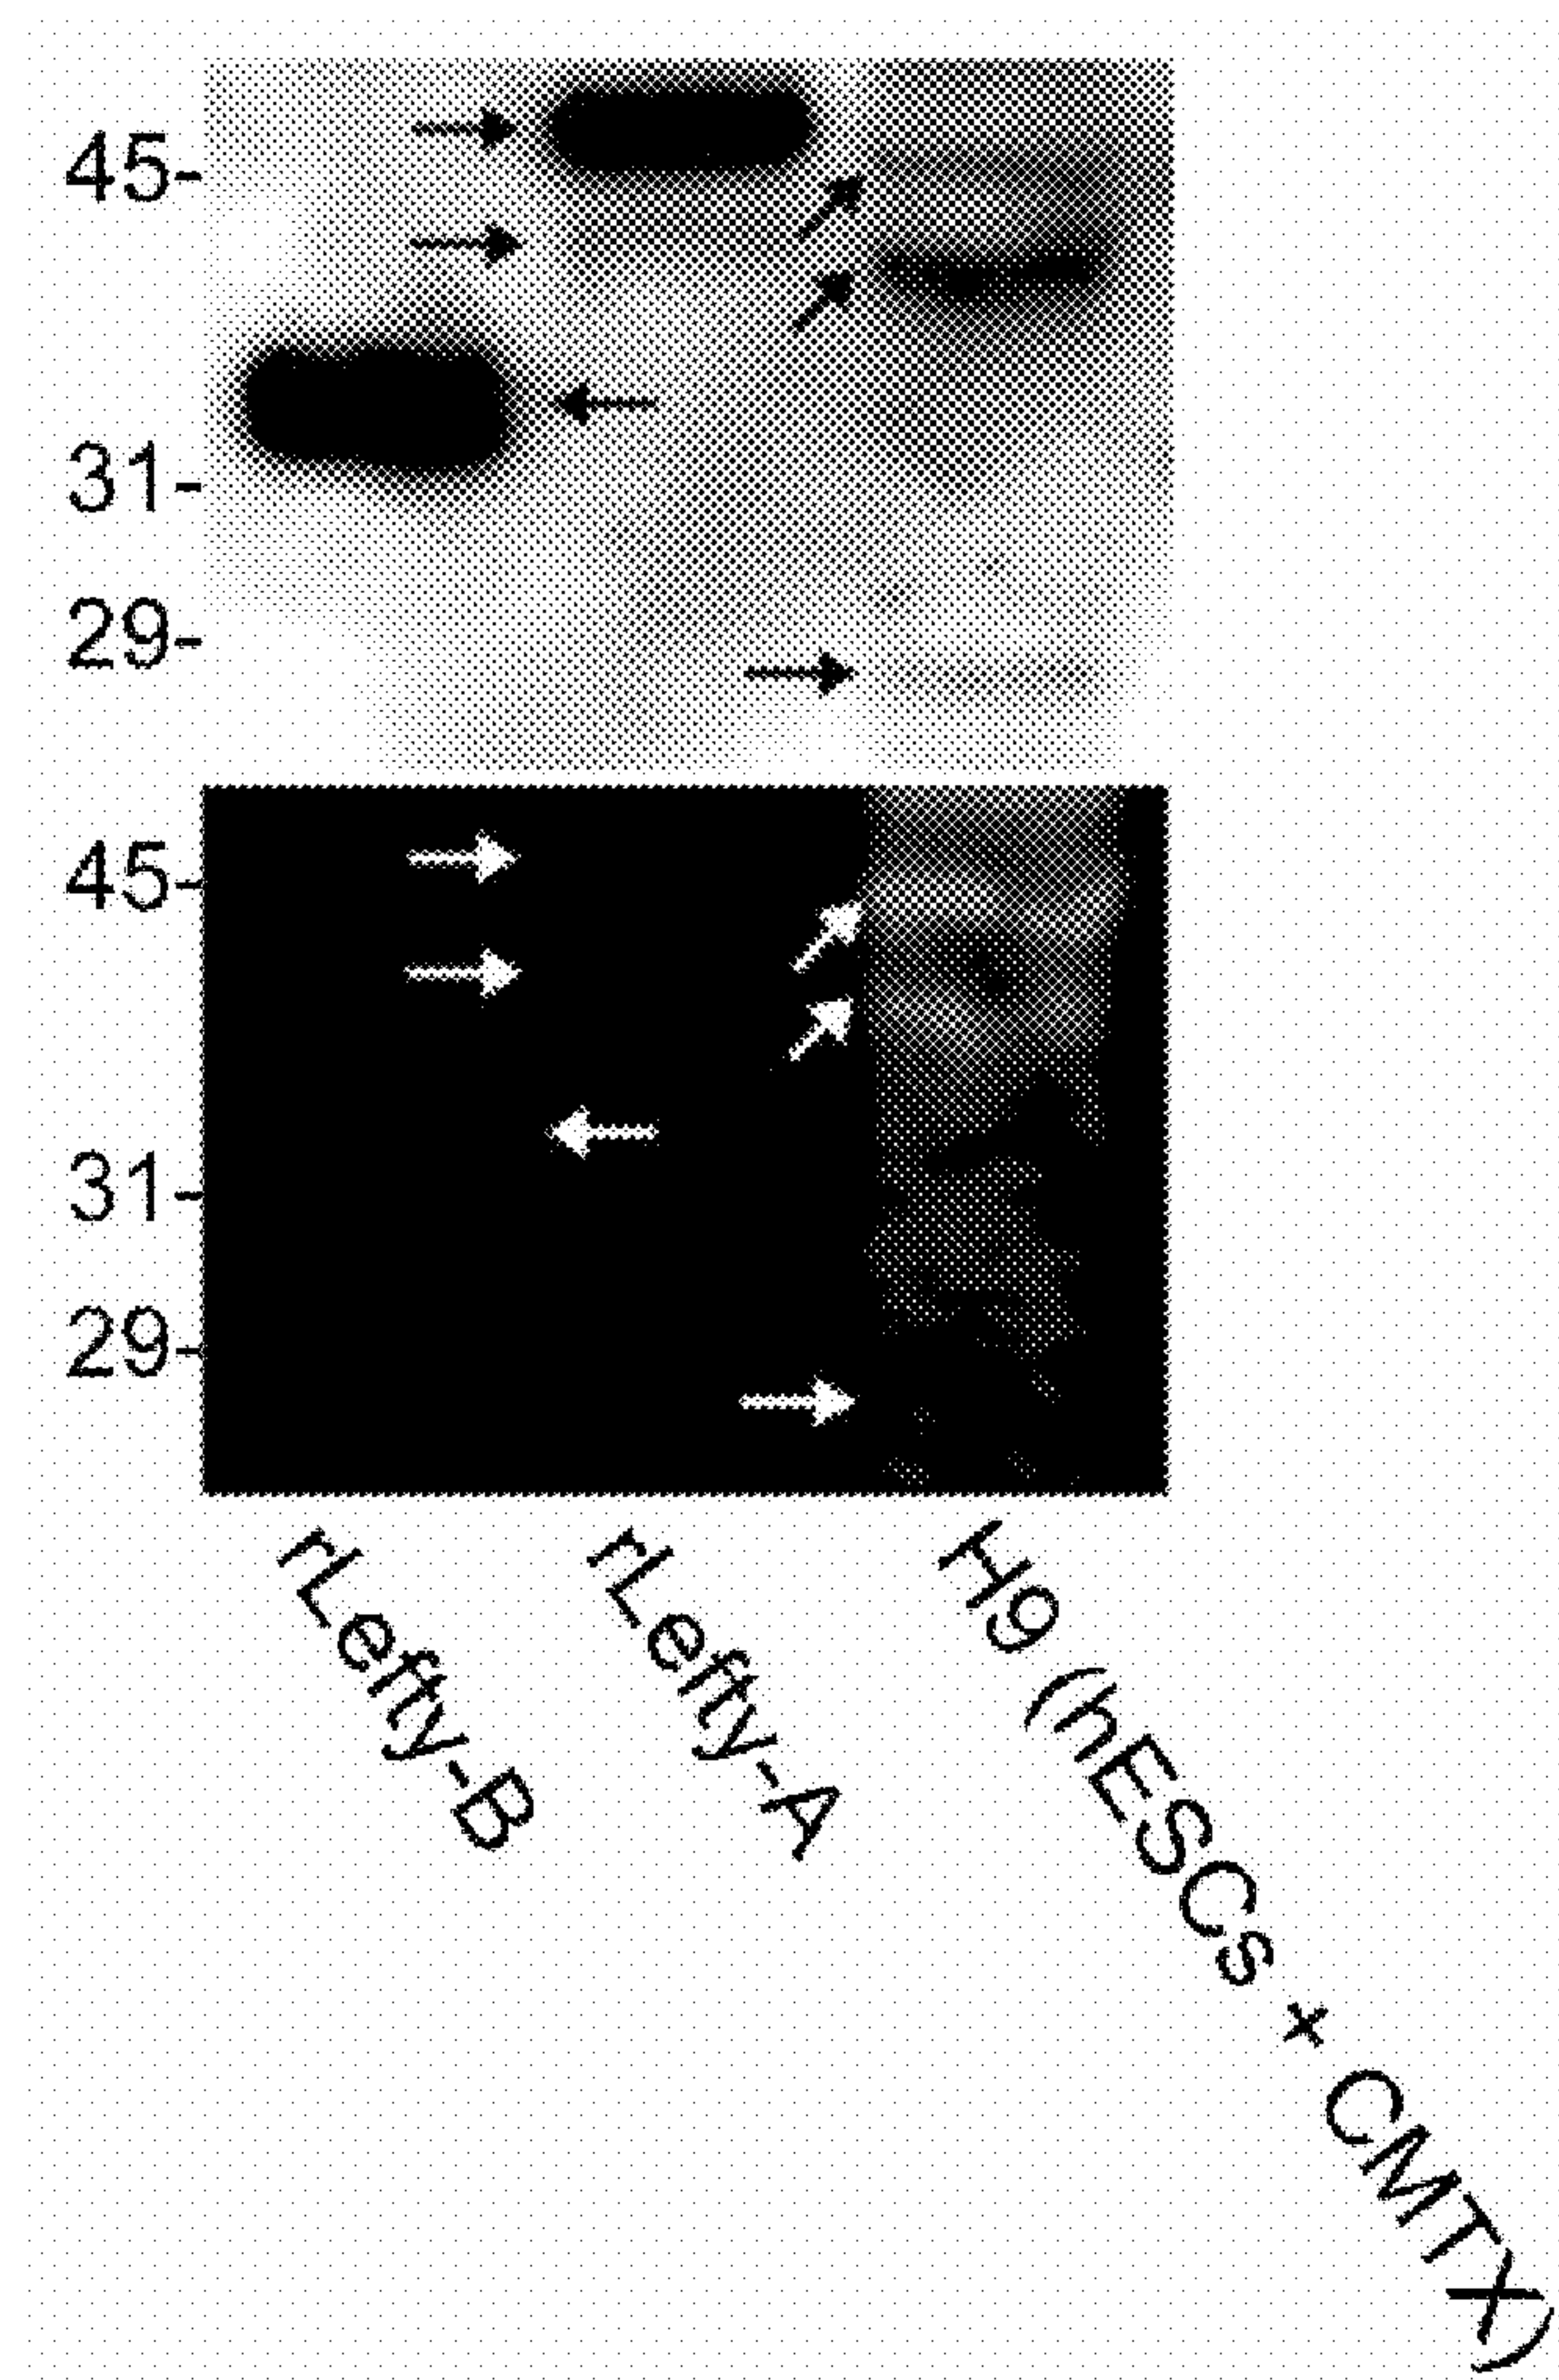 45-
31-
29-
45-
31-
29-
rLefty-B
rLefty-A
H9 (hESCs + CMTX)